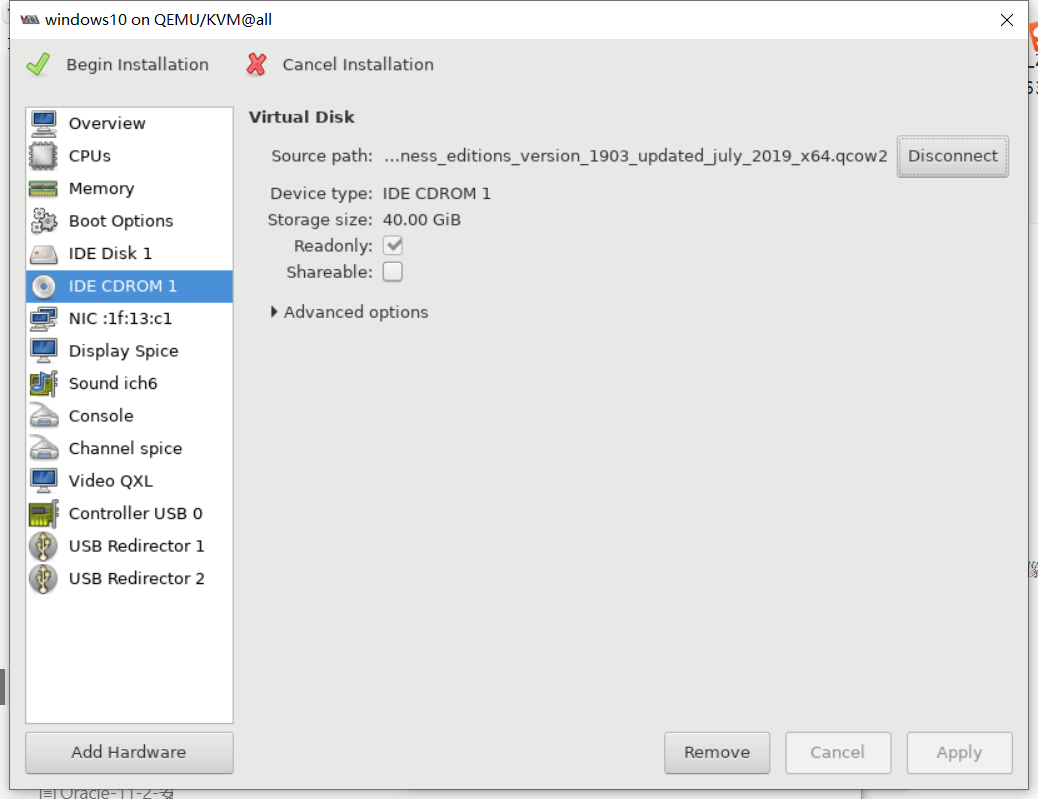 windows10 on QEMU/KVM@all
Begin Installation
Cancel Installation
Overview
CPUs
Memory
Boot Options
IDE Disk 1
IDE CDROM 1
NIC :1f:13:c1
Display Spice
Sound ich6
Console
Channel spice
Video QXL
Controller USB 0
USB Redirector 1
USB Redirector 2
Add Hardware
Virtual Disk
Source path: ...ness_editions_version_1903_updated_july_2019_x64.qcow2 Disconnect
Device type: IDE CDROM 1
Storage size: 40.00 GiB
Readonly:
Shareable:
Advanced options
Remove
Cancel
Apply
Oracle-11-2-